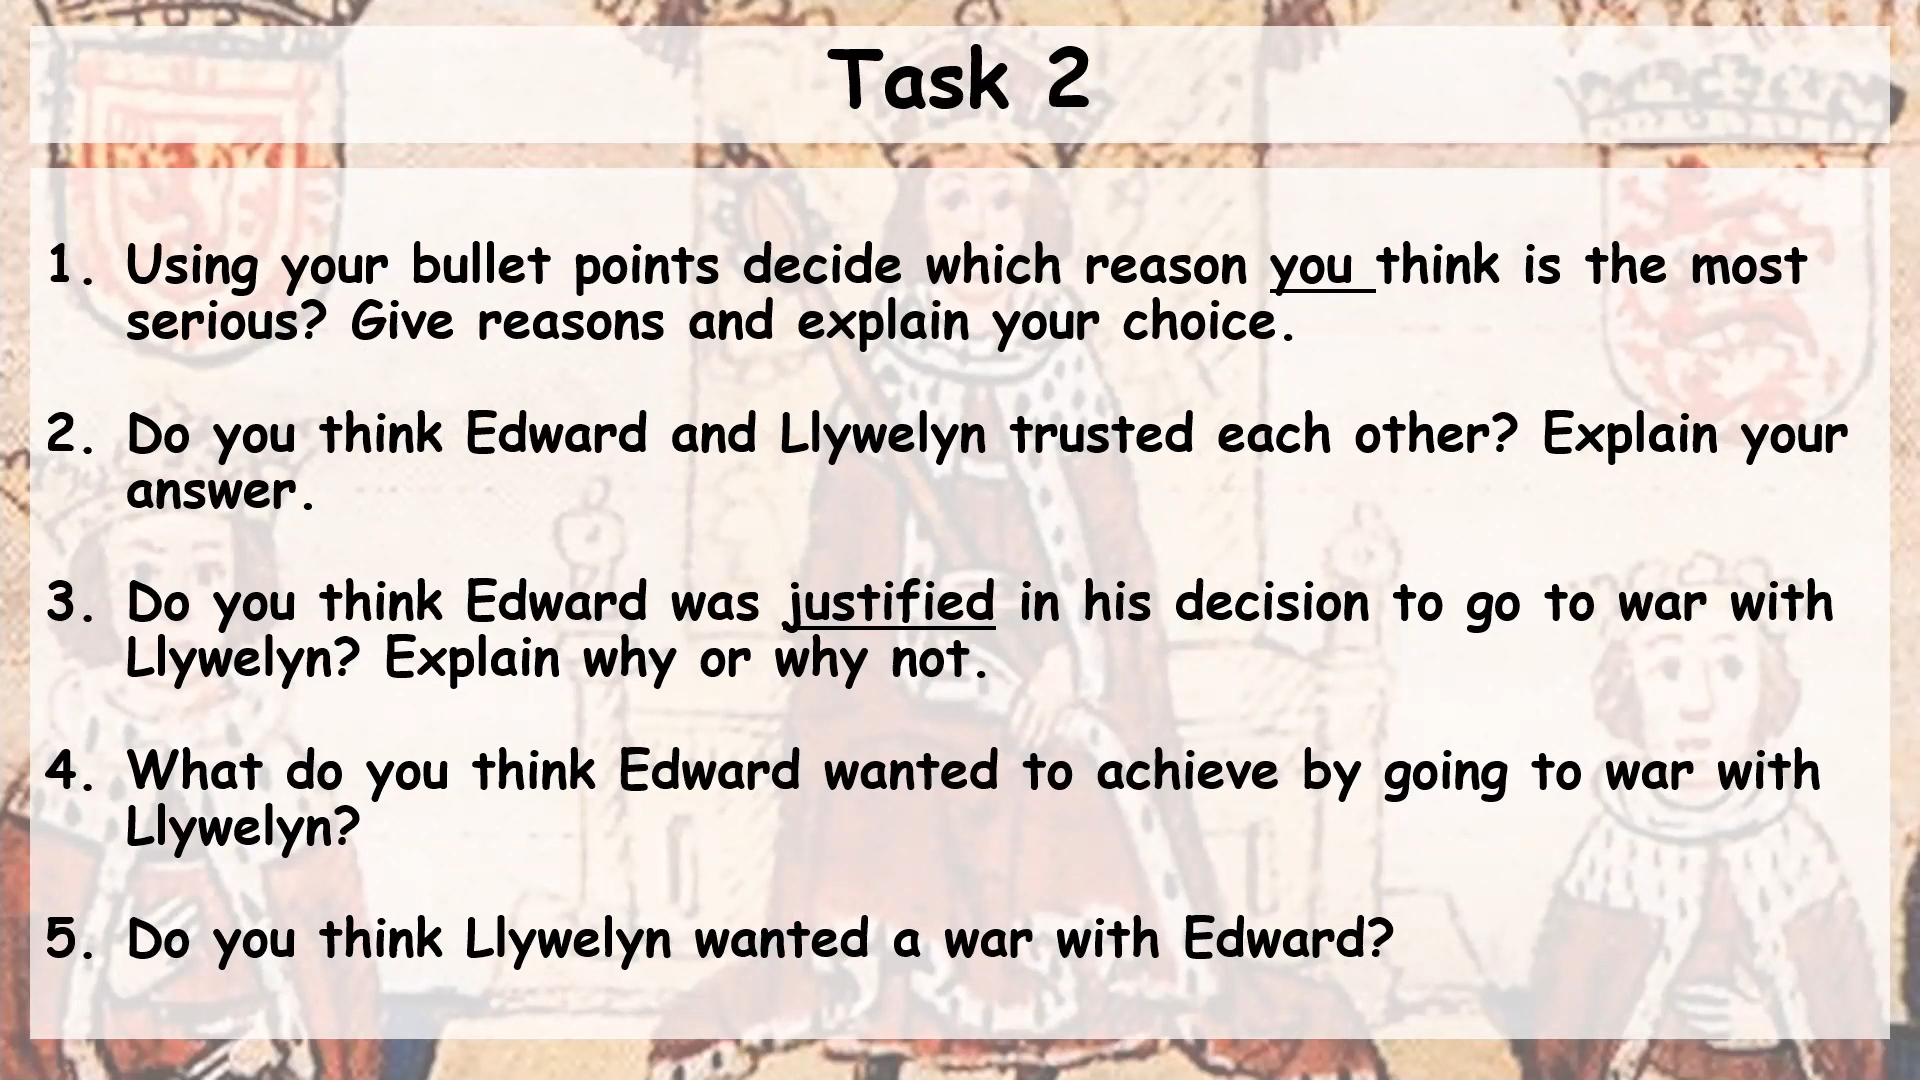 Task 2
1. Using your bullet points decide which reason you think is the most
serious? Give reasons and explain your choice.
2. Do you think Edward and Llywelyn trusted each other? Explain your
answer.
3. Do you think Edward was justified in his decision to go to war with
Llywelyn? Explain why or why not.
4. What do you think Edward wanted to achieve by going to war with
Llywelyn?
5. Do you think Llywelyn wanted a war with Edward?